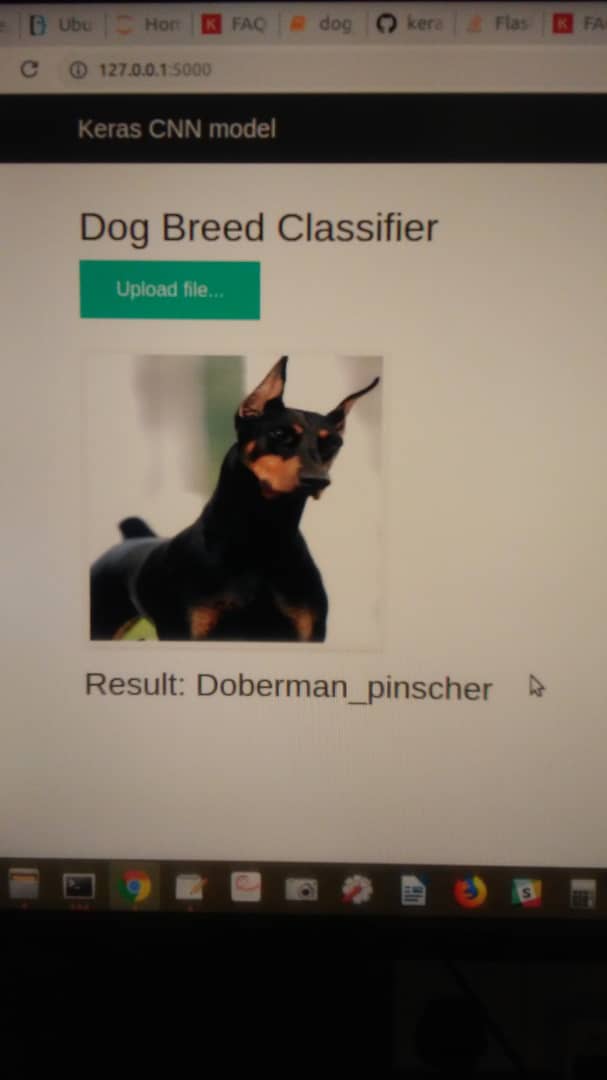 Ubu Hom K FAQ dog kera Flas K FA
127.0.0.1:5000
Keras CNN model
Dog Breed Classifier
Upload file...
Result: Doberman_pinscher
S